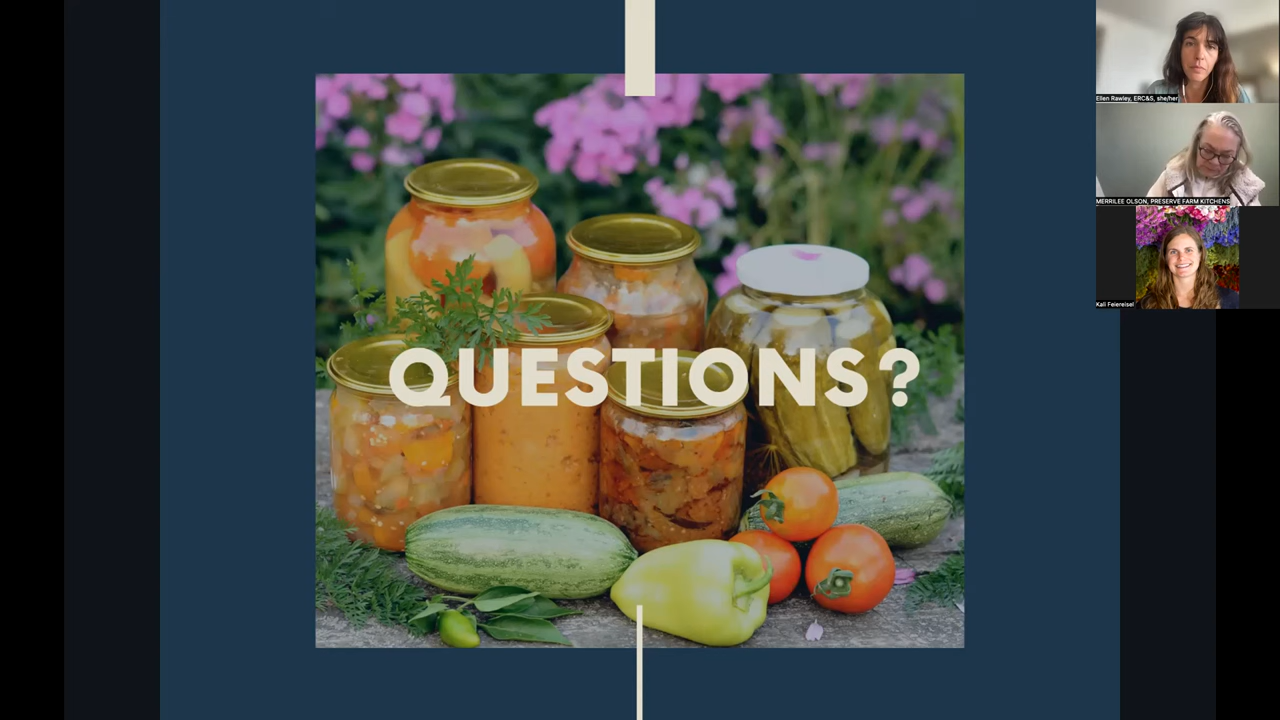 QUESTIONS?
Ellen Rawley, ERC&S, she/her
MERRILEE OLSON, PRESERVE FARM KITCHENS
Kali Feiereisel